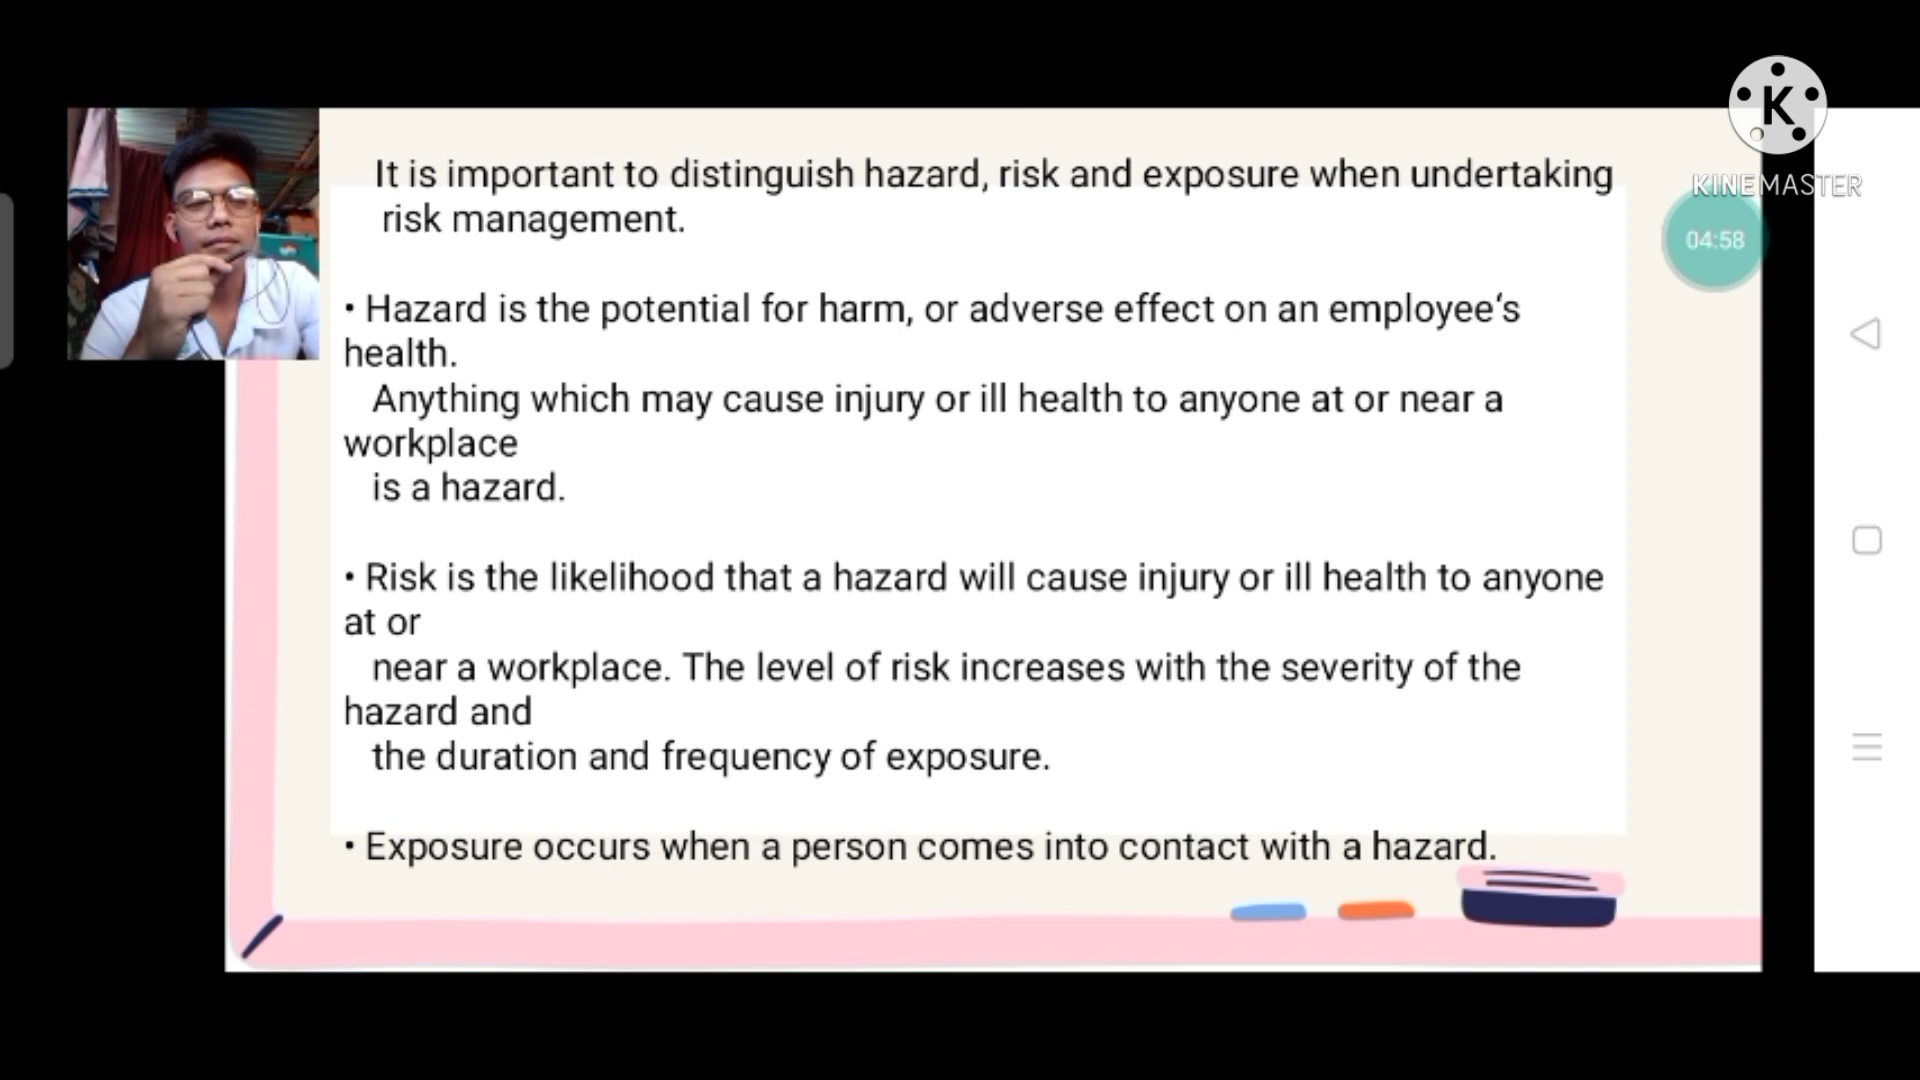 It is important to distinguish hazard, risk and exposure when undertaking
risk management.
• Hazard is the potential for harm, or adverse effect on an employee‘s
health.
Anything which may cause injury or ill health to anyone at or near a
workplace
is a hazard.
• Risk is the likelihood that a hazard will cause injury or ill health to anyone
at or
near a workplace. The level of risk increases with the severity of the
hazard and
the duration and frequency of exposure.
• Exposure occurs when a person comes into contact with a hazard.
K
KINEMASTER
04:58